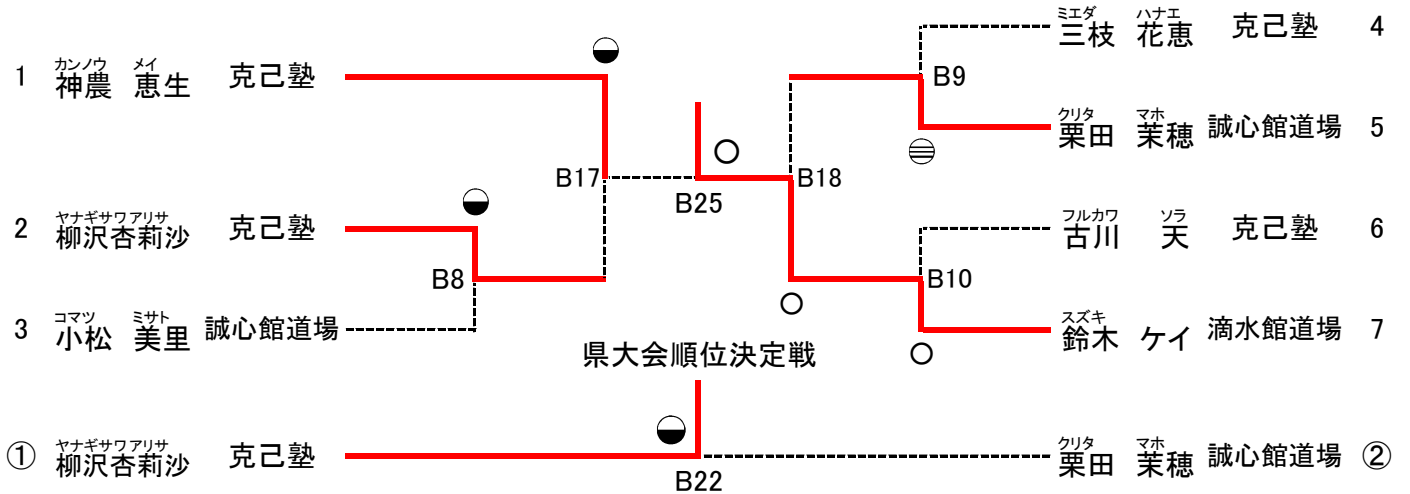 カンノウ メイ
1 神農 恵生 克己塾
ヤナギサワアリサ
2 柳沢杏莉沙 克己塾
コマツ ミサト
3 小松 美里 誠心館道場
ミエダ ハナエ
三枝 花恵 克己塾 4
クリタ マホ
栗田 茉穂 誠心館道場 5
フルカワ ソラ
古川 天 克己塾 6
スズキ
鈴木 ケイ 滴水館道場 7
B9
B17
B18
B25
B8
B10
県大会順位決定戦
ヤナギサワアリサ
① 柳沢杏莉沙 克己塾
クリタ マホ
栗田 茉穂 誠心館道場 ②
B22